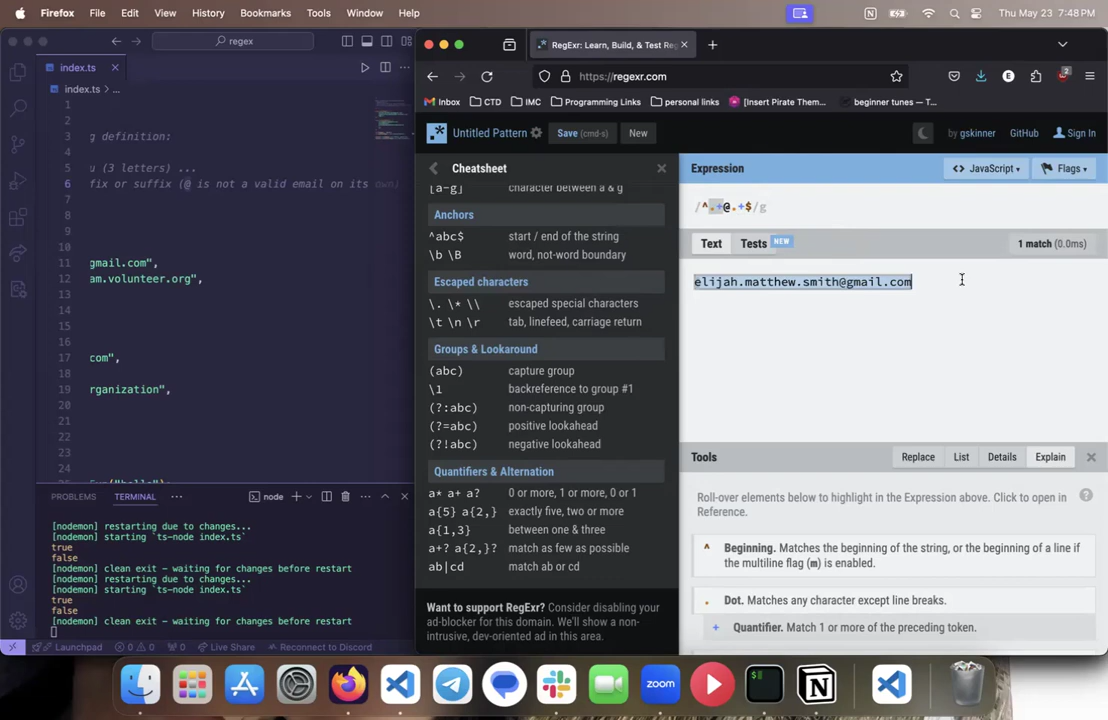 Firefox File Edit View History Bookmarks Tools Window Help Thu May 23 7:48 PM
regex
index.ts
index.ts > ...
1
2
3 g definition:
4
5 u (3 letters) ...
6 fix or suffix (@ is not a valid email on its own)
7
8
9
10
11 gmail.com",
12 am.volunteer.org",
13
14
15
16
17 com",
18
19 organization",
20
21
22
23
24
PROBLEMS TERMINAL ... node
[nodemon] restarting due to changes...
[nodemon] starting `ts-node index.ts`
true
false
[nodemon] clean exit - waiting for changes before restart
[nodemon] restarting due to changes...
[nodemon] starting `ts-node index.ts`
true
false
[nodemon] clean exit - waiting for changes before restart
Launchpad 0 0 0 Live Share Reconnect to Discord
RegExr: Learn, Build, & Test Reg
https://regexr.com
Inbox CTD IMC Programming Links personal links [Insert Pirate Them... beginner tunes — T...
Untitled Pattern Save (cmd-s) New by gskinner GitHub Sign In
Cheatsheet
[a-g] character between a & g
Anchors
^abc$ start / end of the string
\b \B word, not-word boundary
Escaped characters
\. \* \\ escaped special characters
\t \n \r tab, linefeed, carriage return
Groups & Lookaround
(abc) capture group
\1 backreference to group #1
(?:abc) non-capturing group
(?=abc) positive lookahead
(?!abc) negative lookahead
Quantifiers & Alternation
a* a+ a? 0 or more, 1 or more, 0 or 1
a{5} a{2,} exactly five, two or more
a{1,3} between one & three
a+? a{2,}? match as few as possible
ab|cd match ab or cd
Want to support RegExr? Consider disabling your
ad-blocker for this domain. We'll show a non-
intrusive, dev-oriented ad in this area.
Expression JavaScript Flags
/^.+@.+$/g
Text Tests NEW 1 match (0.0ms)
elijah.matthew.smith@gmail.com
Tools Replace List Details Explain
Roll-over elements below to highlight in the Expression above. Click to open in
Reference.
^ Beginning. Matches the beginning of the string, or the beginning of a line if
the multiline flag (m) is enabled.
. Dot. Matches any character except line breaks.
+ Quantifier. Match 1 or more of the preceding token.
zoom